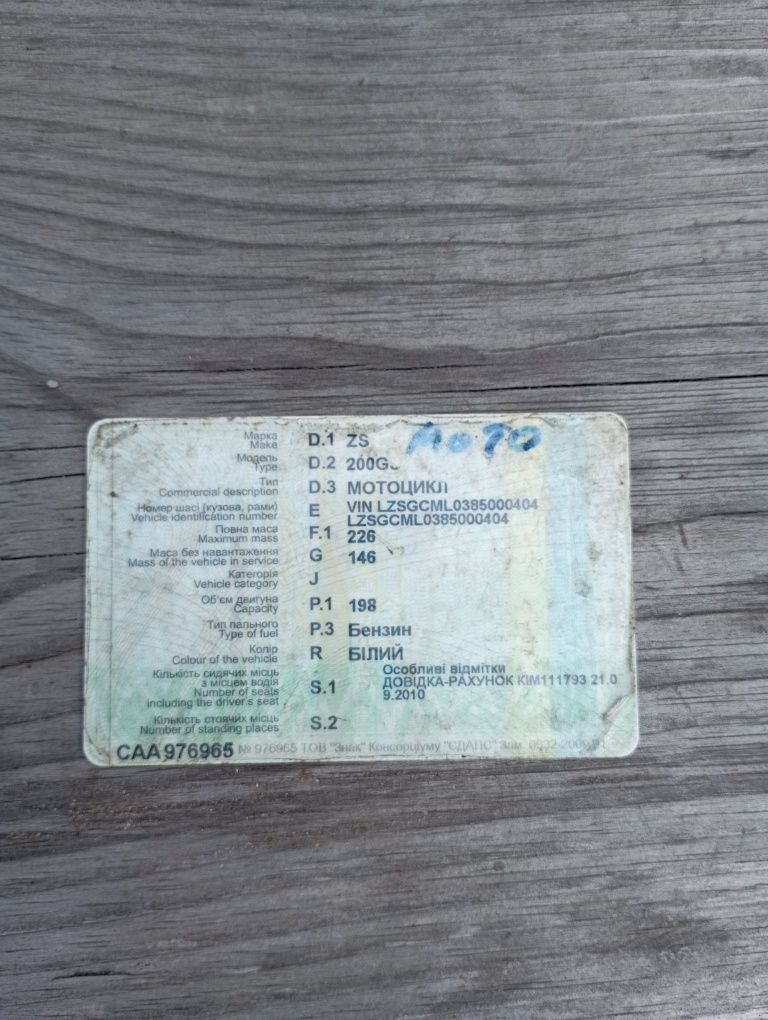 Марка D.1 ZS Мото
Make
Модель D.2
Type
Тип D.3 МОТОЦИКЛ
Commercial description
Номер шасі (кузова, рами) E VIN LZSGCML0385000404
Vehicle identification number LZSGCML0385000404
Повна маса F.1 226
Maximum mass
Маса без навантаження G 146
Mass of the vehicle in service
Категорія J
Vehicle category
Об'єм двигуна P.1 198
Capacity
Тип пального P.3 Бензин
Type of fuel
Колір R БІЛИЙ
Colour of the vehicle
Кількість сидячих місць Особливі відмітки
з місцем водія S.1 ДОВІДКА-РАХУНОК КІМ111793 21.0
Number of seats 9.2010
including the driver's seat
Кількість стоячих місць S.2
Number of standing places
САА 976965 № 976965 ТОВ "Знак" Консорціуму "ЄДАПС" Зам.